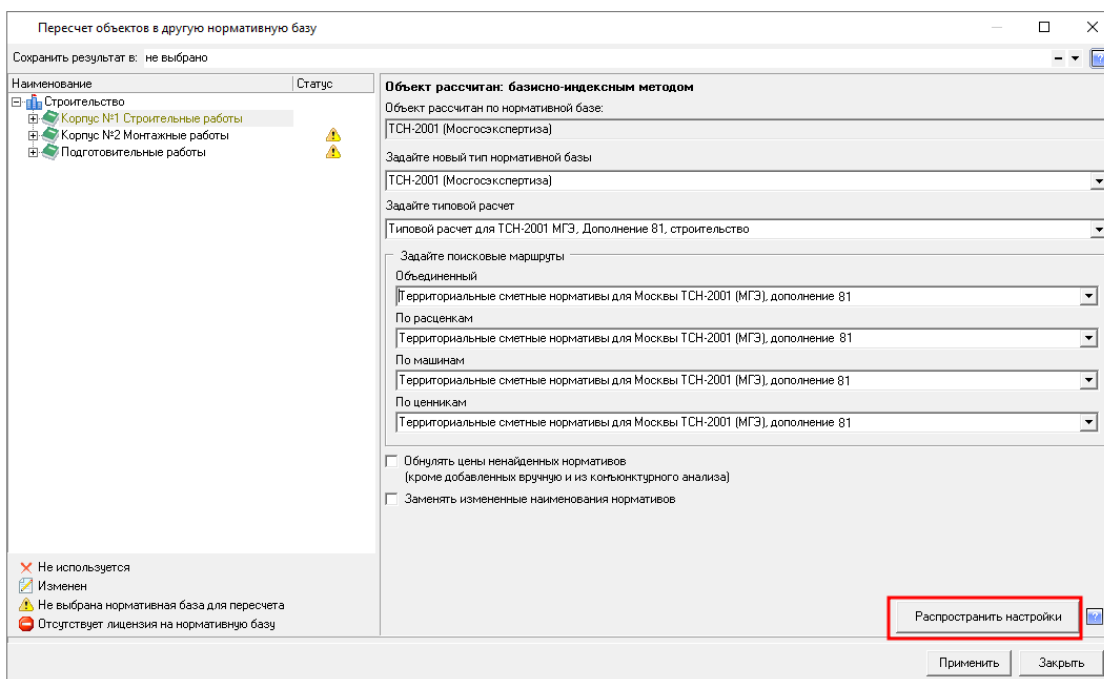 Пересчет объектов в другую нормативную базу
Сохранить результат в: не выбрано
Наименование Статус
Строительство
Корпус №1 Строительные работы
Корпус №2 Монтажные работы
Подготовительные работы
Не используется
Изменен
Не выбрана нормативная база для пересчета
Отсутствует лицензия на нормативную базу
Объект рассчитан: базисно-индексным методом
Объект рассчитан по нормативной базе:
ТСН-2001 (Мосгосэкспертиза)
Задайте новый тип нормативной базы
ТСН-2001 (Мосгосэкспертиза)
Задайте типовой расчет
Типовой расчет для ТСН-2001 МГЭ, Дополнение 81, строительство
Задайте поисковые маршруты
Объединенный
Территориальные сметные нормативы для Москвы ТСН-2001 (МГЭ), дополнение 81
По расценкам
Территориальные сметные нормативы для Москвы ТСН-2001 (МГЭ), дополнение 81
По машинам
Территориальные сметные нормативы для Москвы ТСН-2001 (МГЭ), дополнение 81
По ценникам
Территориальные сметные нормативы для Москвы ТСН-2001 (МГЭ), дополнение 81
Обнулять цены ненайденных нормативов
(кроме добавленных вручную и из конъюнктурного анализа)
Заменять измененные наименования нормативов
Распространить настройки
Применить Закрыть